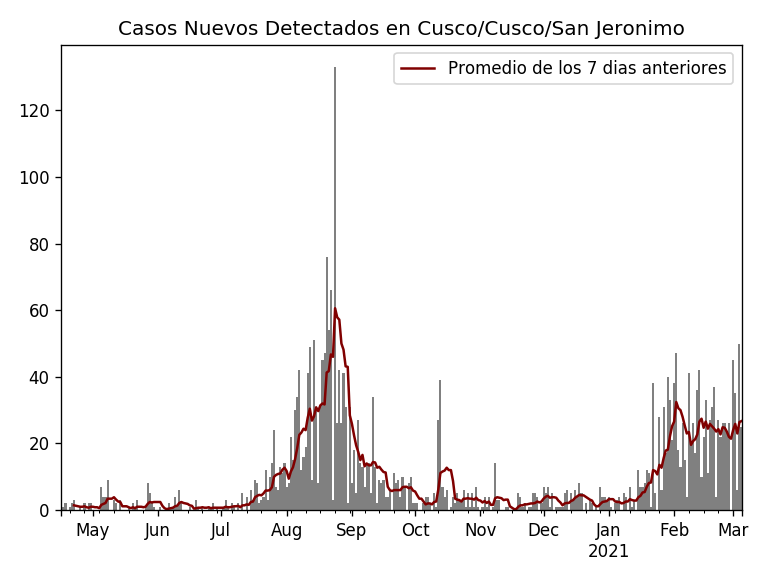 Casos Nuevos Detectados en Cusco/Cusco/San Jeronimo
Promedio de los 7 dias anteriores
120
100
80
60
40
20
0
May Jun Jul Aug Sep Oct Nov Dec Jan Feb Mar
2021